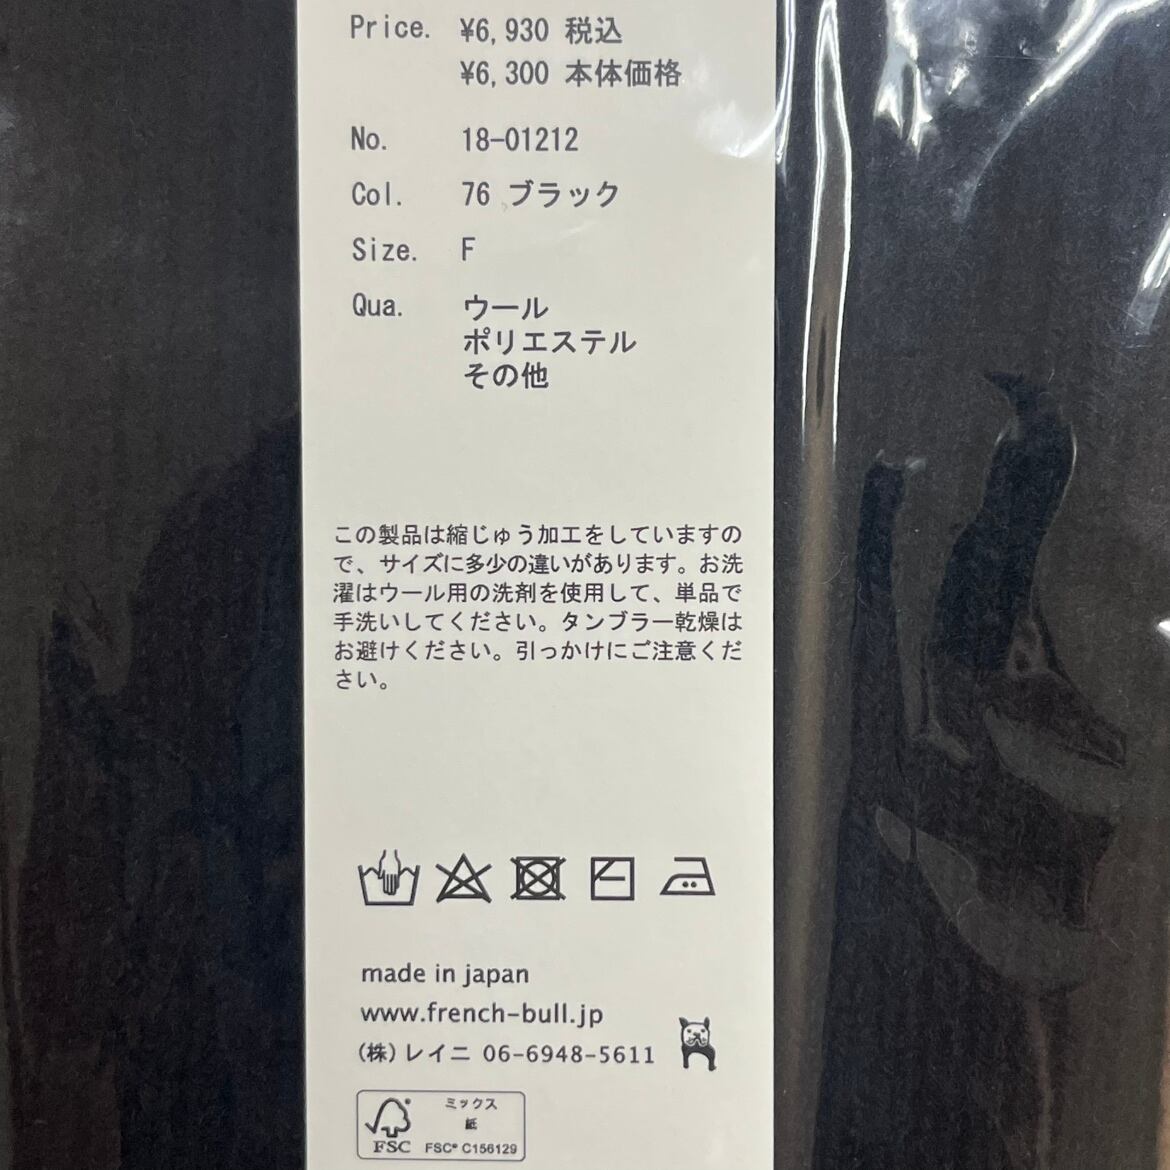 Price. ¥6,930 税込
¥6,300 本体価格
No. 18-01212
Col. 76 ブラック
Size. F
Qua. ウール
ポリエステル
その他
この製品は縮じゅう加工をしていますの
で、サイズに多少の違いがあります。お洗
濯はウール用の洗剤を使用して、単品で
手洗いしてください。タンブラー乾燥は
お避けください。引っかけにご注意くだ
さい。
made in japan
www.french-bull.jp
(株)レイニ 06-6948-5611
ミックス
紙
FSC
FSC® C156129